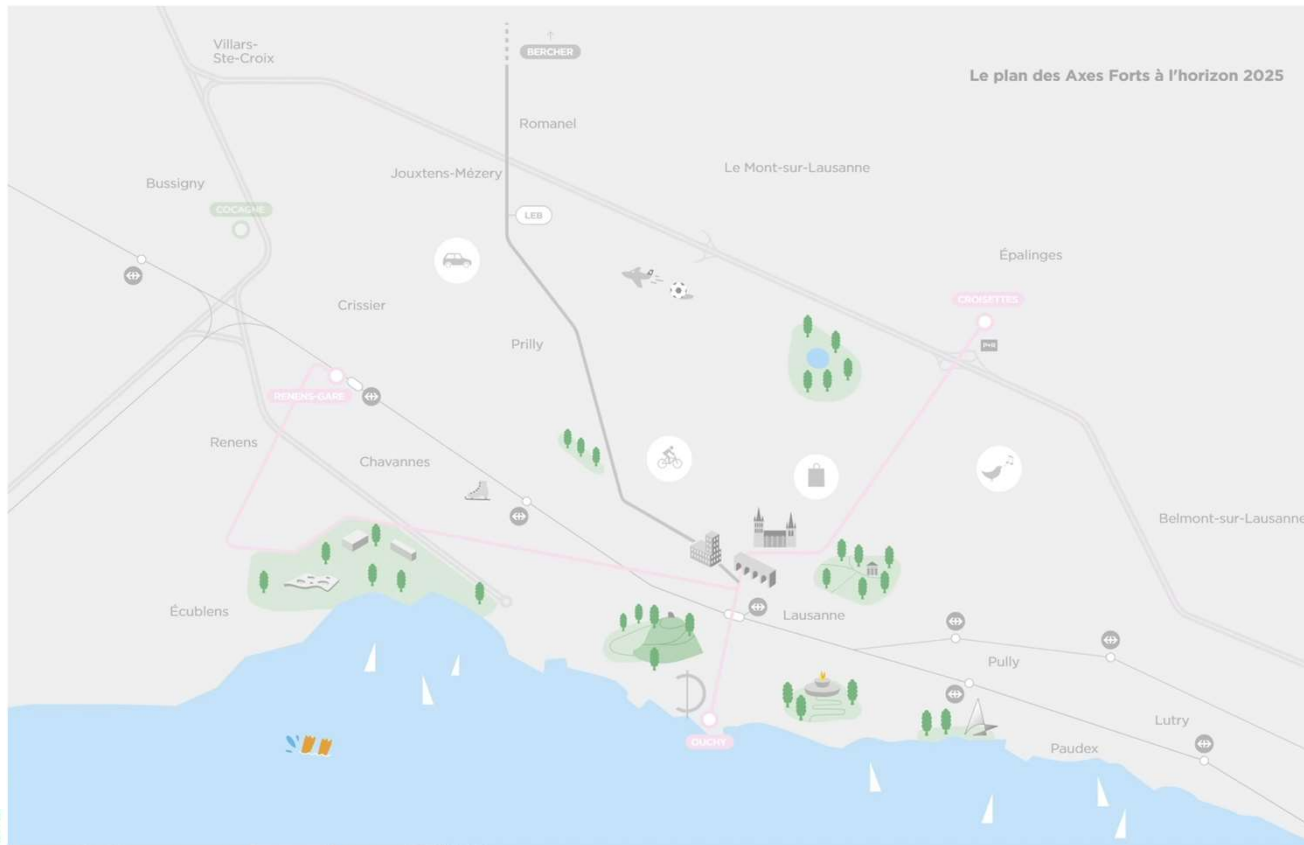 Villars-
Ste-Croix
BERCHER
Le plan des Axes Forts à l'horizon 2025
Romanel
Le Mont-sur-Lausanne
Jouxtens-Mézery
Bussigny
COCAGNE
LEB
Épalinges
Crissier
CROISETTES
Prilly
P+R
RENENS-GARE
Renens
Chavannes
Belmont-sur-Lausanne
Écublens
Lausanne
Pully
Lutry
OUCHY
Paudex